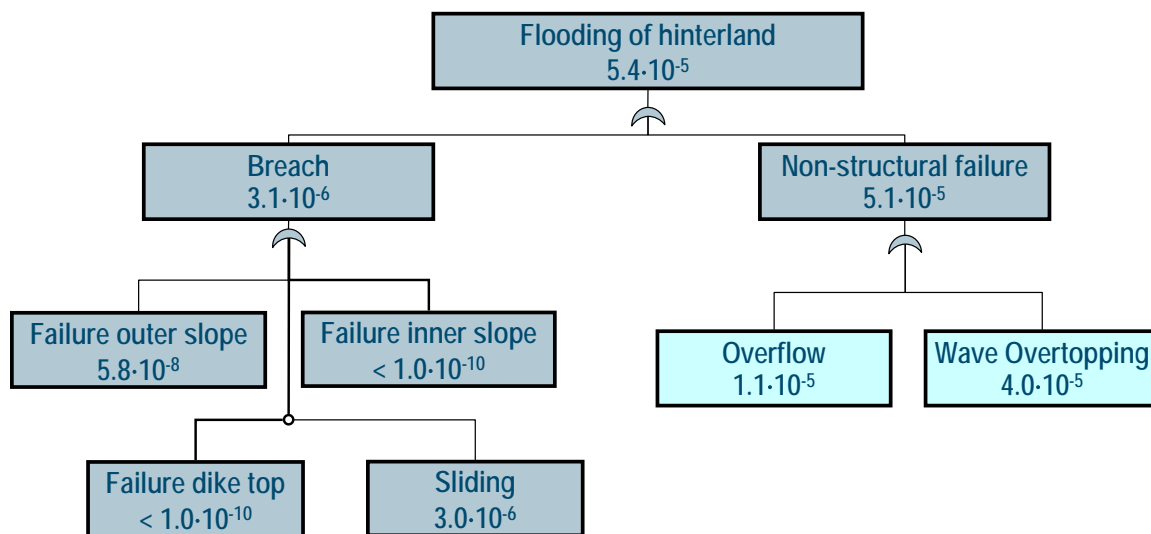 Flooding of hinterland
5.4·10⁻⁵
Breach
3.1·10⁻⁶
Non-structural failure
5.1·10⁻⁵
Failure outer slope
5.8·10⁻⁸
Failure inner slope
< 1.0·10⁻¹⁰
Overflow
1.1·10⁻⁵
Wave Overtopping
4.0·10⁻⁵
Failure dike top
< 1.0·10⁻¹⁰
Sliding
3.0·10⁻⁶